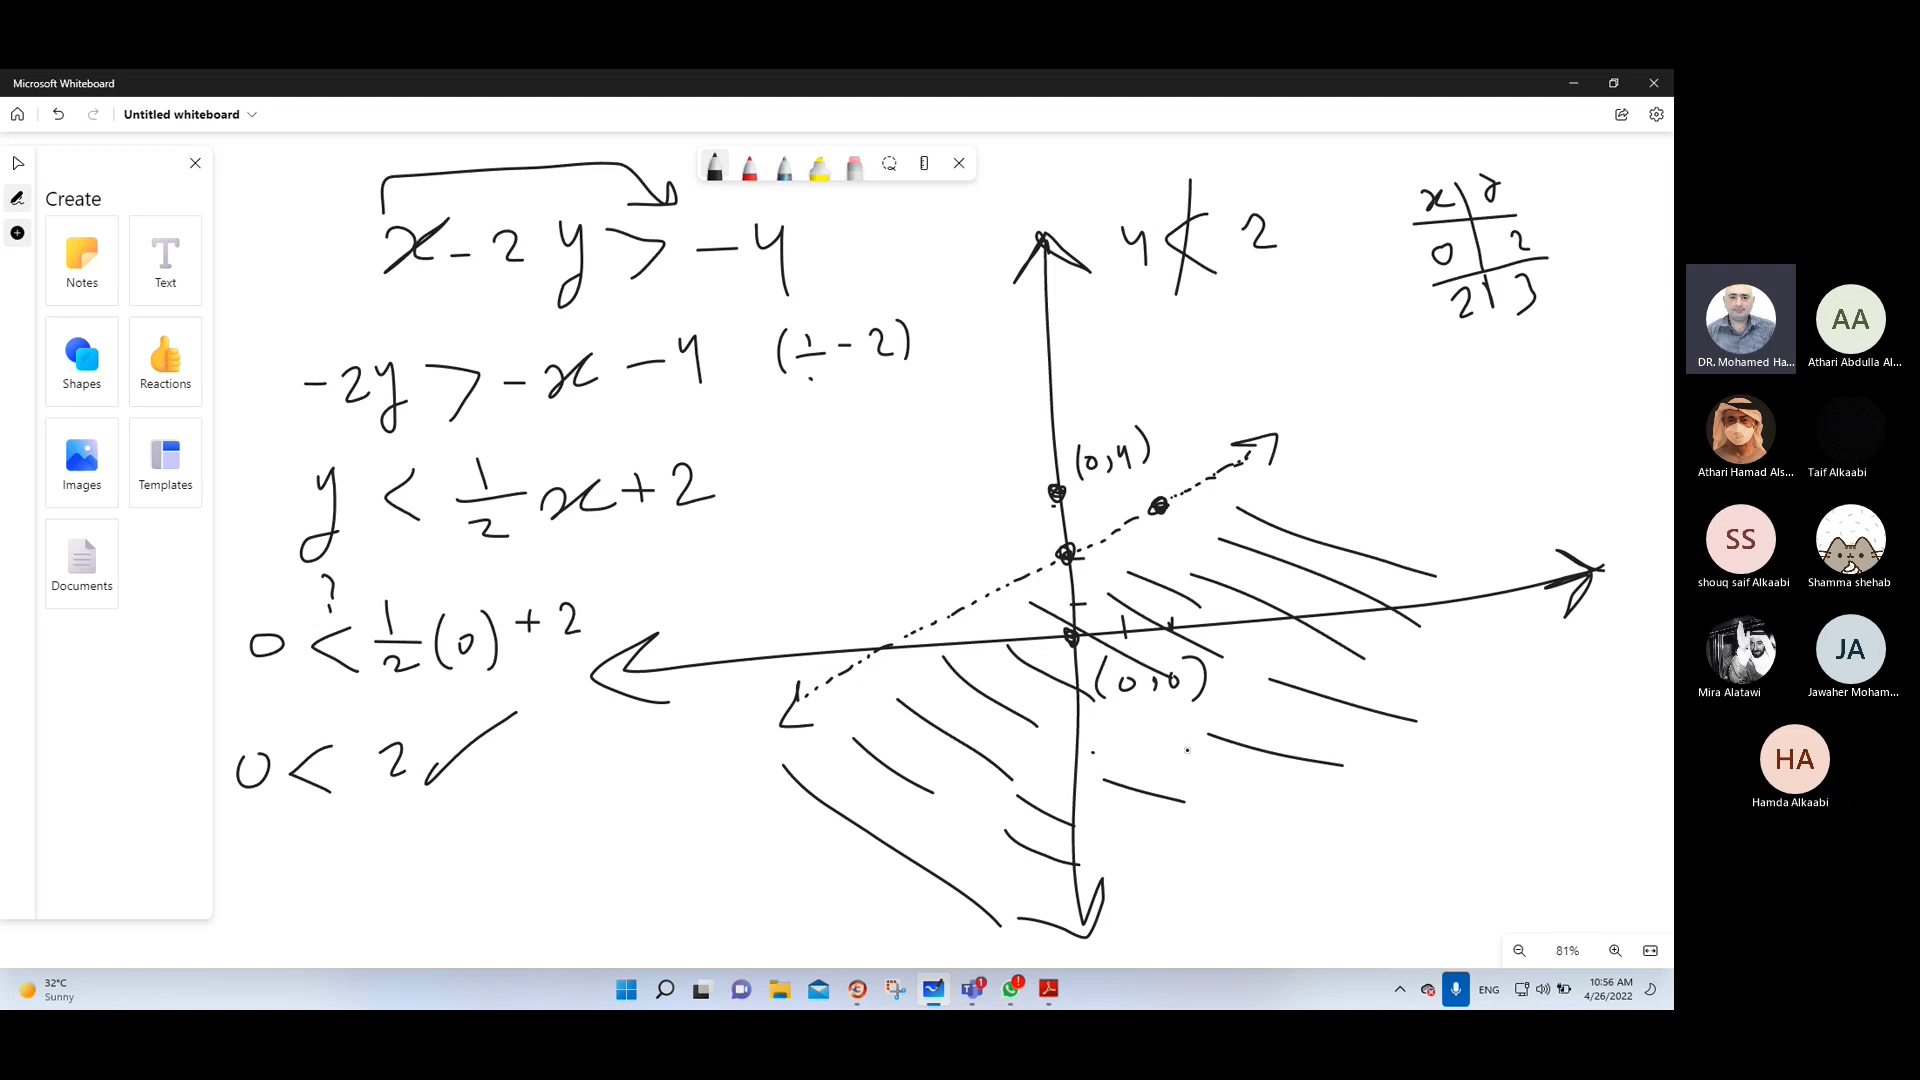 Microsoft Whiteboard
Untitled whiteboard
Create
Notes
Text
Shapes
Reactions
Images
Templates
Documents
x - 2y > -4
-2y > -x - 4 (÷ -2)
y < 1/2 x + 2
?
0 < 1/2 (0) + 2
0 < 2 ✓
4 ≮ 2
x | y
0 | 2
2 | 3
(0,4)
(0,0)
DR. Mohamed Ha...
AA
Athari Abdulla Al...
Athari Hamad Als...
Taif Alkaabi
SS
shouq saif Alkaabi
Shamma shehab
Mira Alatawi
JA
Jawaher Moham...
HA
Hamda Alkaabi
81%
32°C
Sunny
1
!
ENG
10:56 AM
4/26/2022